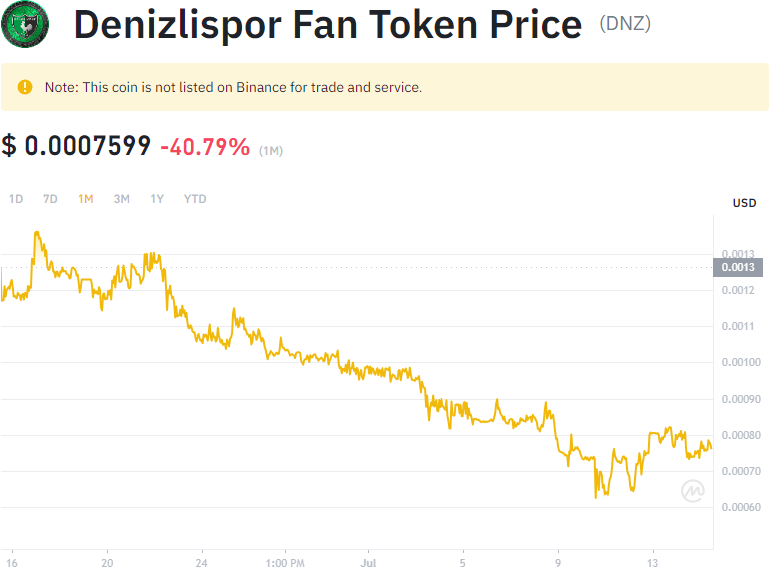 Denizlispor Fan Token Price (DNZ)
Note: This coin is not listed on Binance for trade and service.
$ 0.0007599 -40.79% (1M)
1D 7D 1M 3M 1Y YTD
USD
0.0013
0.0013
0.0012
0.0011
0.00100
0.00090
0.00080
0.00070
0.00060
16 20 24 1:00 PM Jul 5 9 13